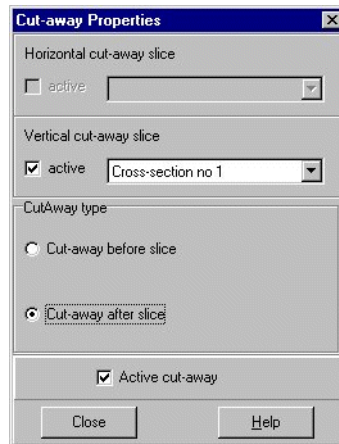 Cut-away Properties
Horizontal cut-away slice
active
Vertical cut-away slice
active Cross-section no 1
CutAway type
Cut-away before slice
Cut-away after slice
Active cut-away
Close Help